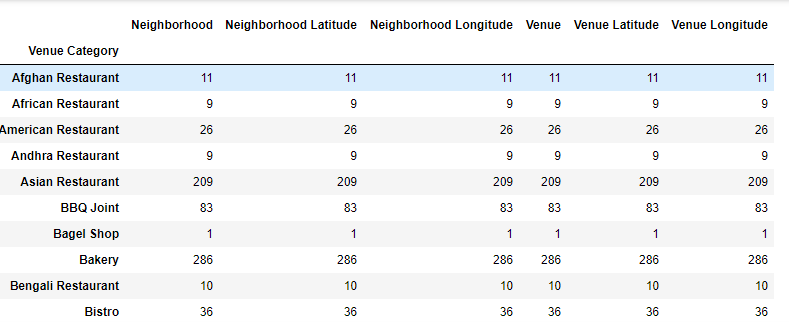 Neighborhood Neighborhood Latitude Neighborhood Longitude Venue Venue Latitude Venue Longitude
Venue Category
Afghan Restaurant 11 11 11 11 11 11
African Restaurant 9 9 9 9 9 9
American Restaurant 26 26 26 26 26 26
Andhra Restaurant 9 9 9 9 9 9
Asian Restaurant 209 209 209 209 209 209
BBQ Joint 83 83 83 83 83 83
Bagel Shop 1 1 1 1 1 1
Bakery 286 286 286 286 286 286
Bengali Restaurant 10 10 10 10 10 10
Bistro 36 36 36 36 36 36